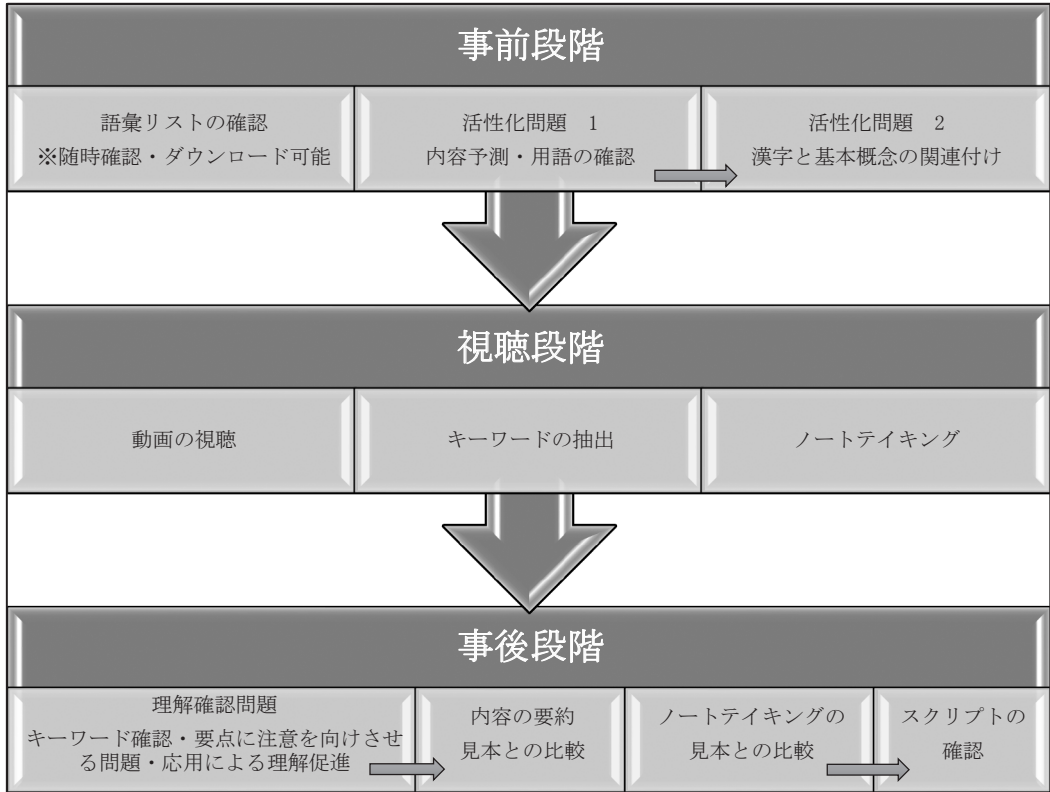 事前段階
語彙リストの確認
※随時確認・ダウンロード可能
活性化問題　1
内容予測・用語の確認
活性化問題　2
漢字と基本概念の関連付け
視聴段階
動画の視聴
キーワードの抽出
ノートテイキング
事後段階
理解確認問題
キーワード確認・要点に注意を向けさせ
る問題・応用による理解促進
内容の要約
見本との比較
ノートテイキングの
見本との比較
スクリプトの
確認